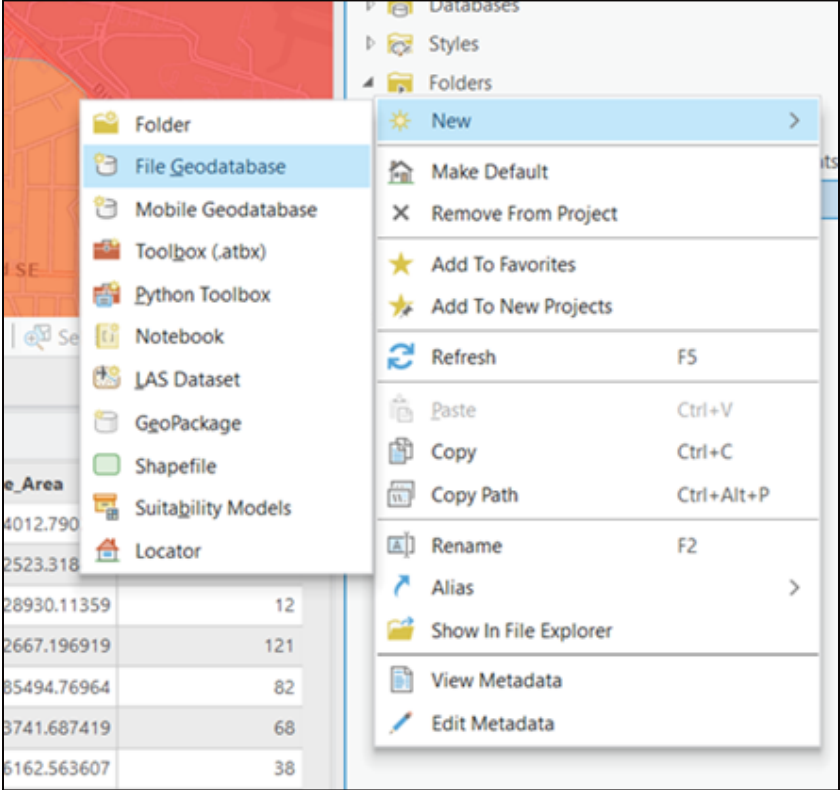 Databases
Styles
Folders
New
Make Default
Remove From Project
Add To Favorites
Add To New Projects
Refresh F5
Paste Ctrl+V
Copy Ctrl+C
Copy Path Ctrl+Alt+P
Rename F2
Alias
Show In File Explorer
View Metadata
Edit Metadata
Folder
File Geodatabase
Mobile Geodatabase
Toolbox (.atbx)
Python Toolbox
Notebook
LAS Dataset
GeoPackage
Shapefile
Suitability Models
Locator
SE
Se
e_Area
4012.790
2523.318
28930.11359 12
2667.196919 121
85494.76964 82
3741.687419 68
6162.563607 38